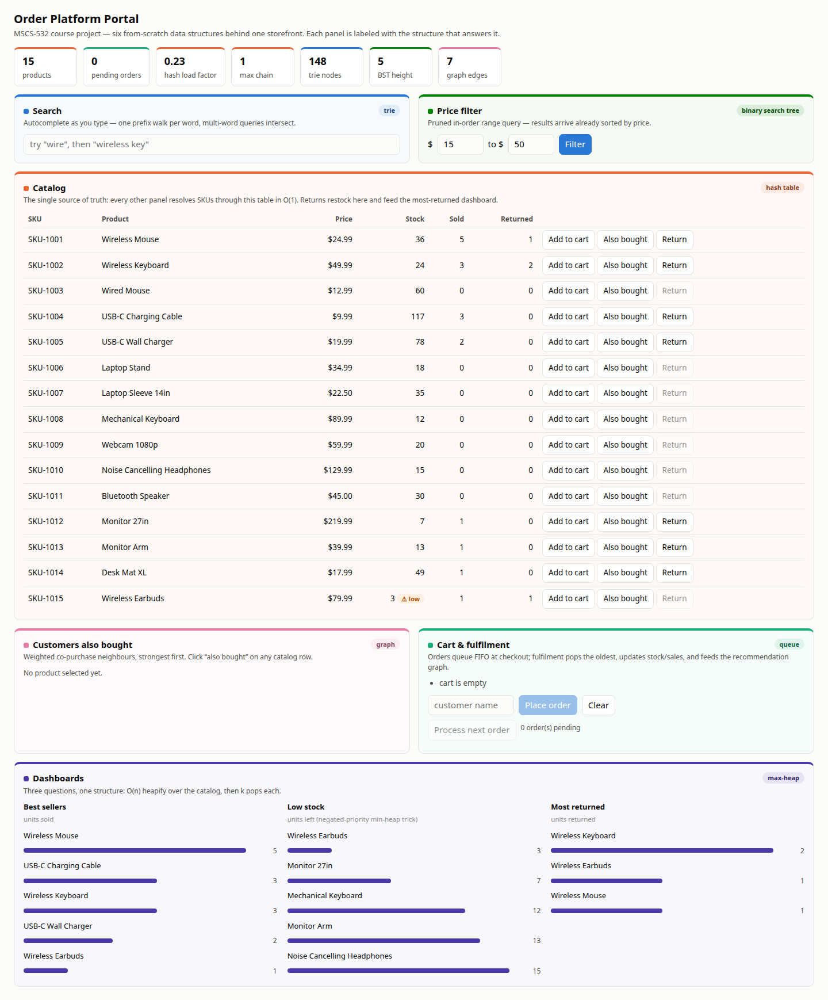 Order Platform Portal
MSCS-532 course project — six from-scratch data structures behind one storefront. Each panel is labeled with the structure that answers it.
15 0 0.23 1 148 5 7
products pending orders hash load factor max chain trie nodes BST height graph edges
Search trie
Autocomplete as you type — one prefix walk per word, multi-word queries intersect.
try "wire", then "wireless key"
Price filter binary search tree
Pruned in-order range query — results arrive already sorted by price.
$ 15 to $ 50 Filter
Catalog hash table
The single source of truth: every other panel resolves SKUs through this table in O(1). Returns restock here and feed the most-returned dashboard.
SKU Product Price Stock Sold Returned
SKU-1001 Wireless Mouse $24.99 36 5 1 Add to cart Also bought Return
SKU-1002 Wireless Keyboard $49.99 24 3 2 Add to cart Also bought Return
SKU-1003 Wired Mouse $12.99 60 0 0 Add to cart Also bought Return
SKU-1004 USB-C Charging Cable $9.99 117 3 0 Add to cart Also bought Return
SKU-1005 USB-C Wall Charger $19.99 78 2 0 Add to cart Also bought Return
SKU-1006 Laptop Stand $34.99 18 0 0 Add to cart Also bought Return
SKU-1007 Laptop Sleeve 14in $22.50 35 0 0 Add to cart Also bought Return
SKU-1008 Mechanical Keyboard $89.99 12 0 0 Add to cart Also bought Return
SKU-1009 Webcam 1080p $59.99 20 0 0 Add to cart Also bought Return
SKU-1010 Noise Cancelling Headphones $129.99 15 0 0 Add to cart Also bought Return
SKU-1011 Bluetooth Speaker $45.00 30 0 0 Add to cart Also bought Return
SKU-1012 Monitor 27in $219.99 7 1 0 Add to cart Also bought Return
SKU-1013 Monitor Arm $39.99 13 1 0 Add to cart Also bought Return
SKU-1014 Desk Mat XL $17.99 49 1 0 Add to cart Also bought Return
SKU-1015 Wireless Earbuds $79.99 3 ⚠ low 1 1 Add to cart Also bought Return
Customers also bought graph
Weighted co-purchase neighbours, strongest first. Click “also bought” on any catalog row.
No product selected yet.
Cart & fulfilment queue
Orders queue FIFO at checkout; fulfilment pops the oldest, updates stock/sales, and feeds the recommendation
graph.
• cart is empty
customer name Place order Clear
Process next order 0 order(s) pending
Dashboards max-heap
Three questions, one structure: O(n) heapify over the catalog, then k pops each.
Best sellers
units sold
Wireless Mouse
5
USB-C Charging Cable
3
Wireless Keyboard
3
USB-C Wall Charger
2
Wireless Earbuds
1
Low stock
units left (negated-priority min-heap trick)
Wireless Earbuds
3
Monitor 27in
7
Mechanical Keyboard
12
Monitor Arm
13
Noise Cancelling Headphones
15
Most returned
units returned
Wireless Keyboard
2
Wireless Earbuds
1
Wireless Mouse
1